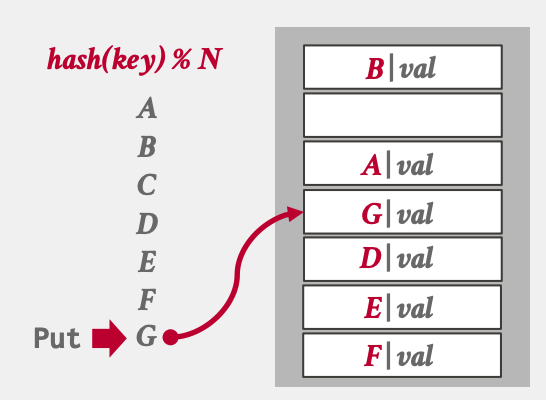 hash(key) % N
A
B
C
D
E
F
Put G
B|val
A|val
G|val
D|val
E|val
F|val